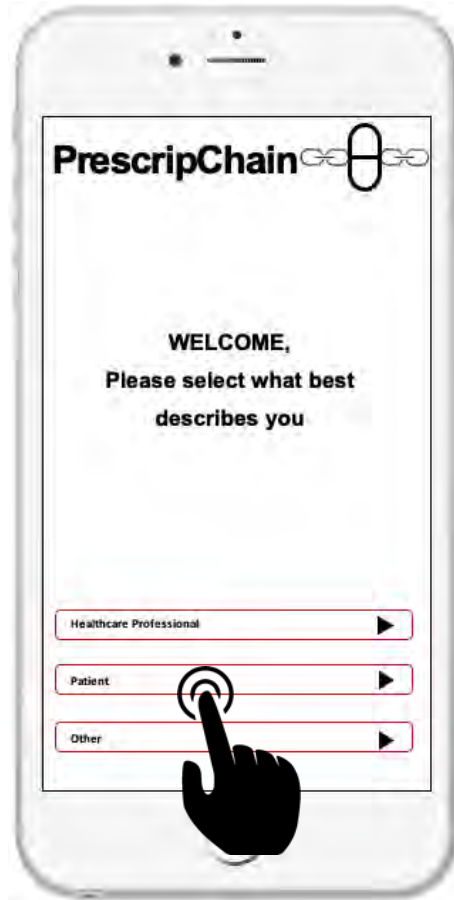 PrescripChain
WELCOME,
Please select what best
describes you
Healthcare Professional
Patient
Other